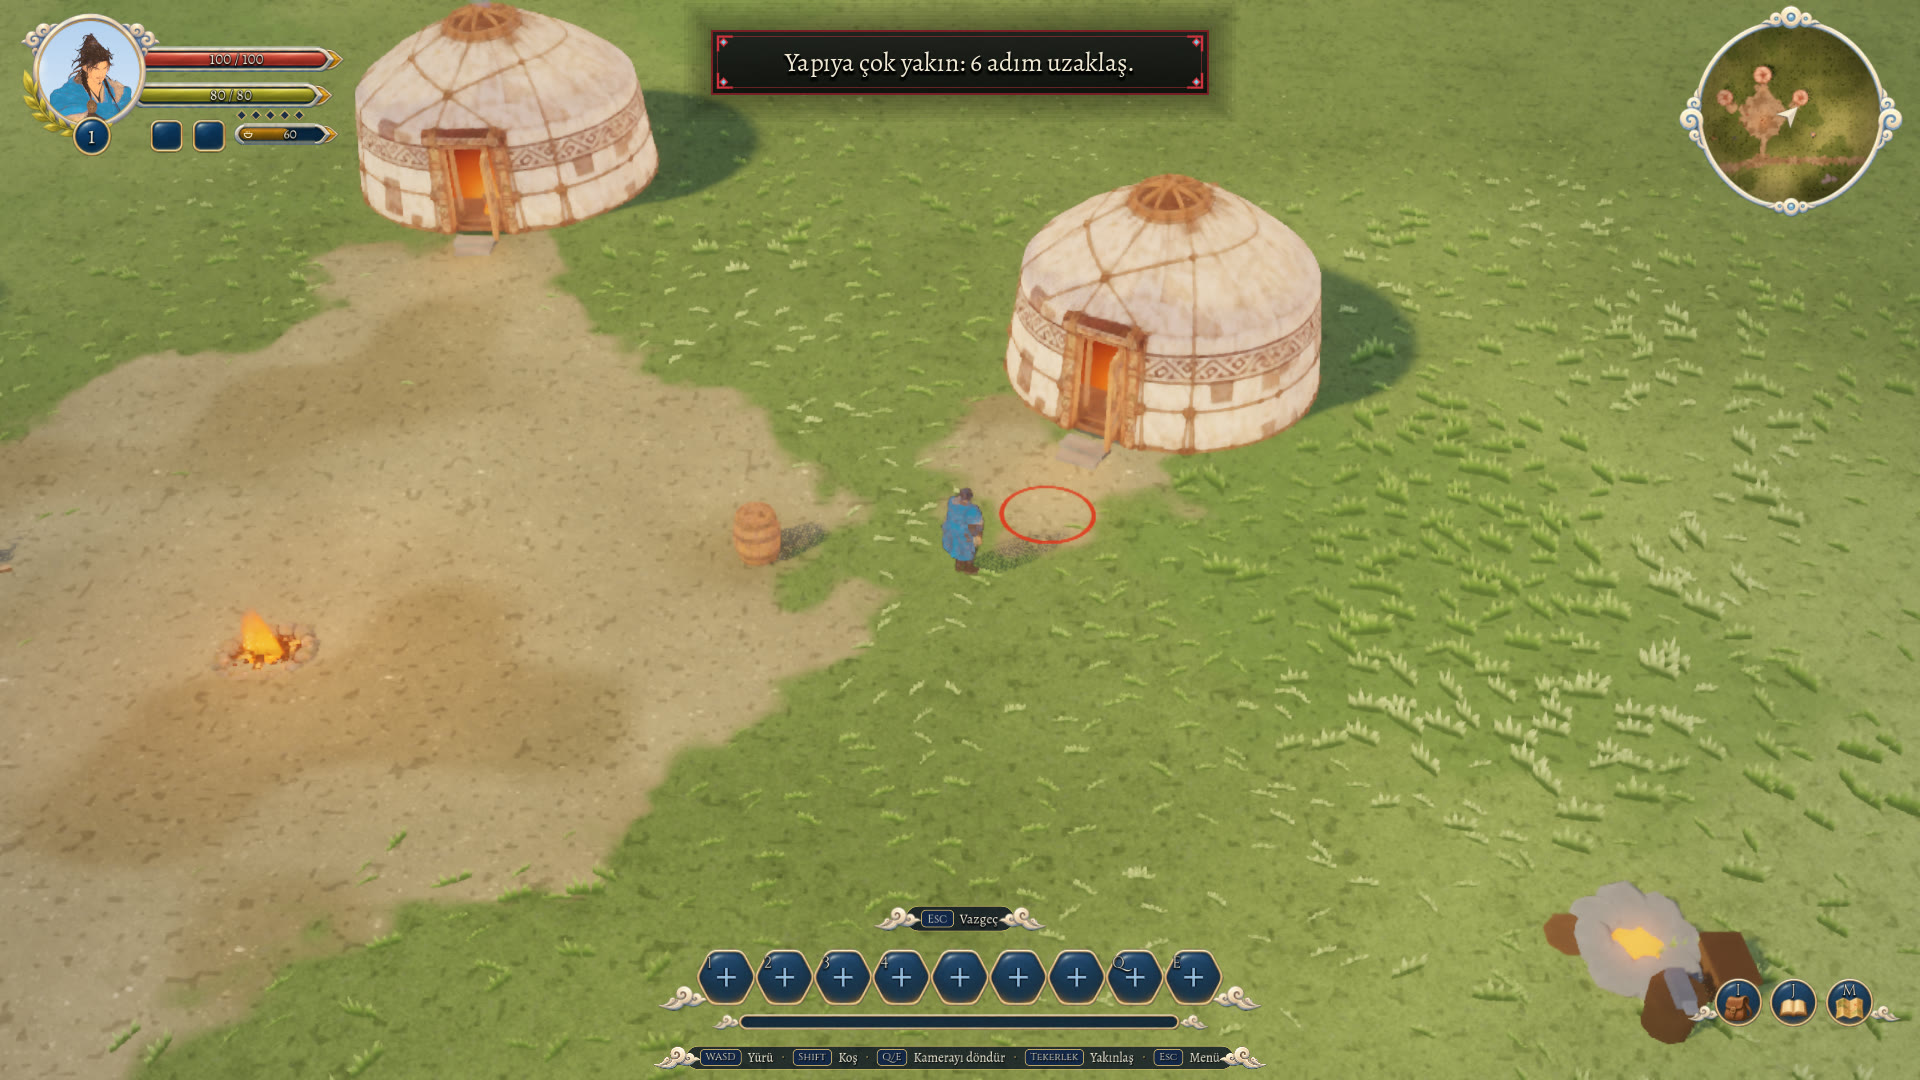 Yapıya çok yakın: 6 adım uzaklaş.
100 / 100
80 / 80
60
1
ESC Vazgeç
1 2 3 4 Q E
I J M
WASD Yürü · SHIFT Koş · Q/E Kamerayı döndür · TEKERLEK Yakınlaş · ESC Menü